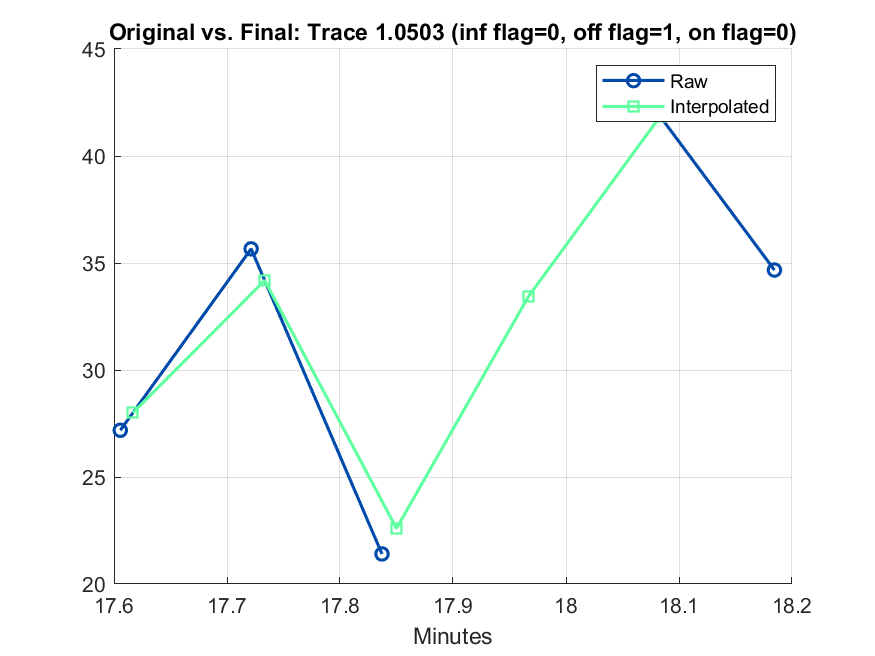 Original vs. Final: Trace 1.0503 (inf flag=0, off flag=1, on flag=0)
45
Raw
Interpolated
40
35
30
25
20
17.6 17.7 17.8 17.9 18 18.1 18.2
Minutes